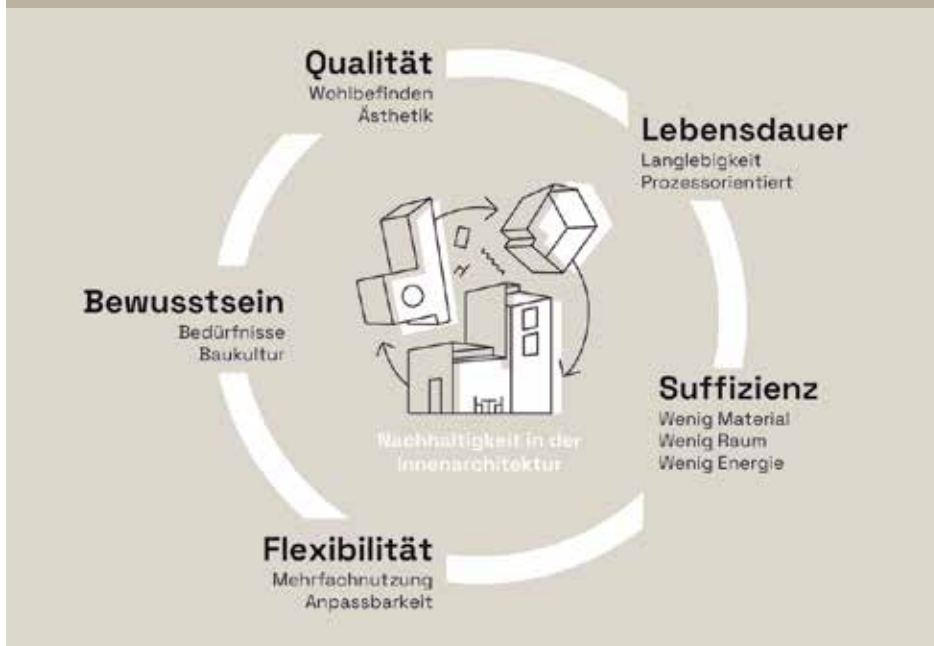 Qualität
Wohlbefinden
Ästhetik
Lebensdauer
Langlebigkeit
Prozessorientiert
Bewusstsein
Bedürfnisse
Baukultur
Suffizienz
Wenig Material
Wenig Raum
Wenig Energie
Nachhaltigkeit in der
Innenarchitektur
Flexibilität
Mehrfachnutzung
Anpassbarkeit